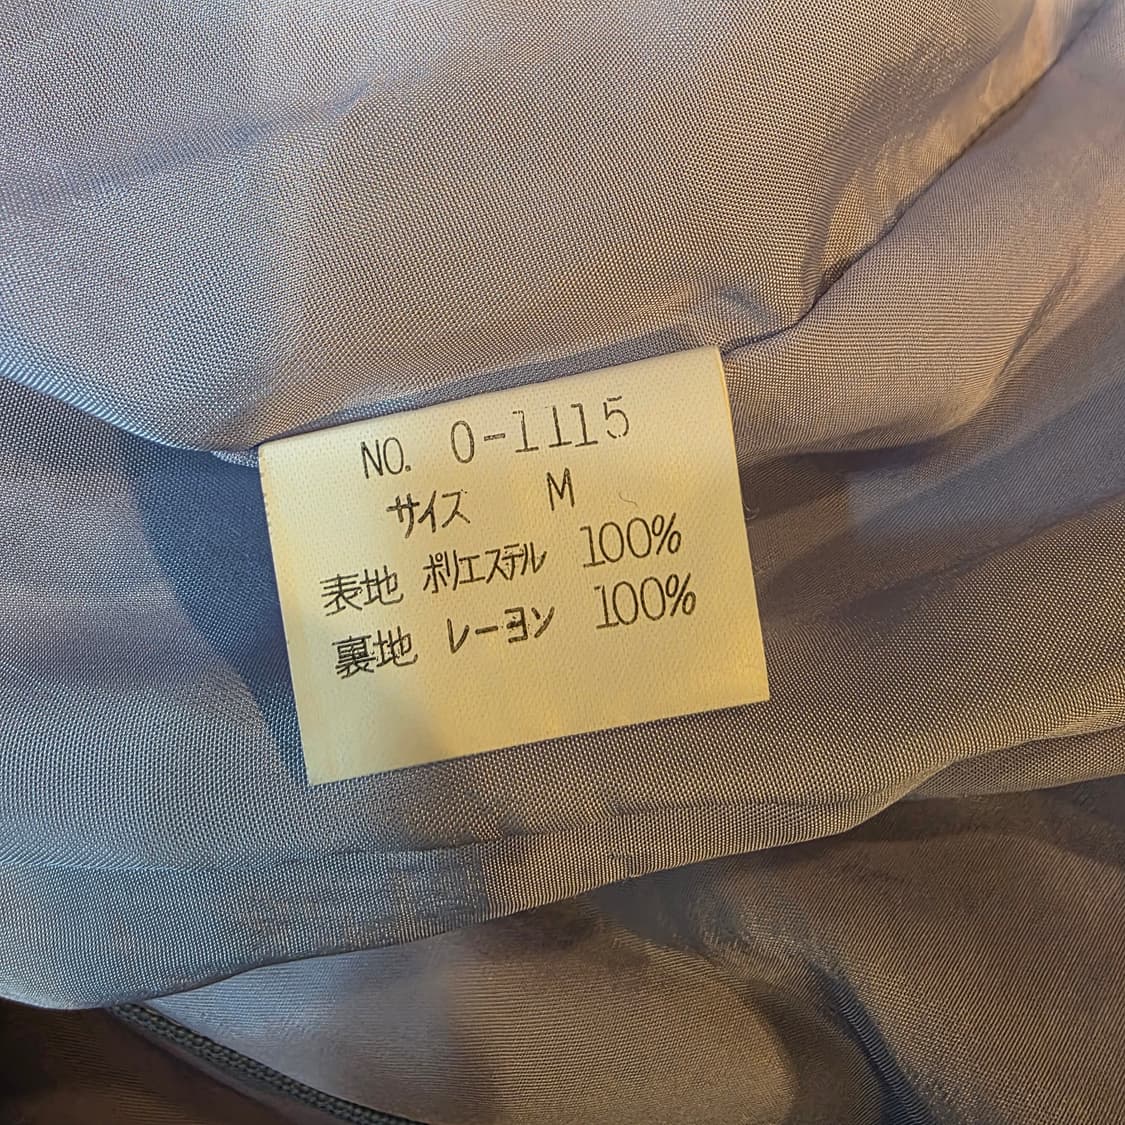 NO. 0-1115
サイズ M
表地 ポリエステル 100%
裏地 レーヨン 100%